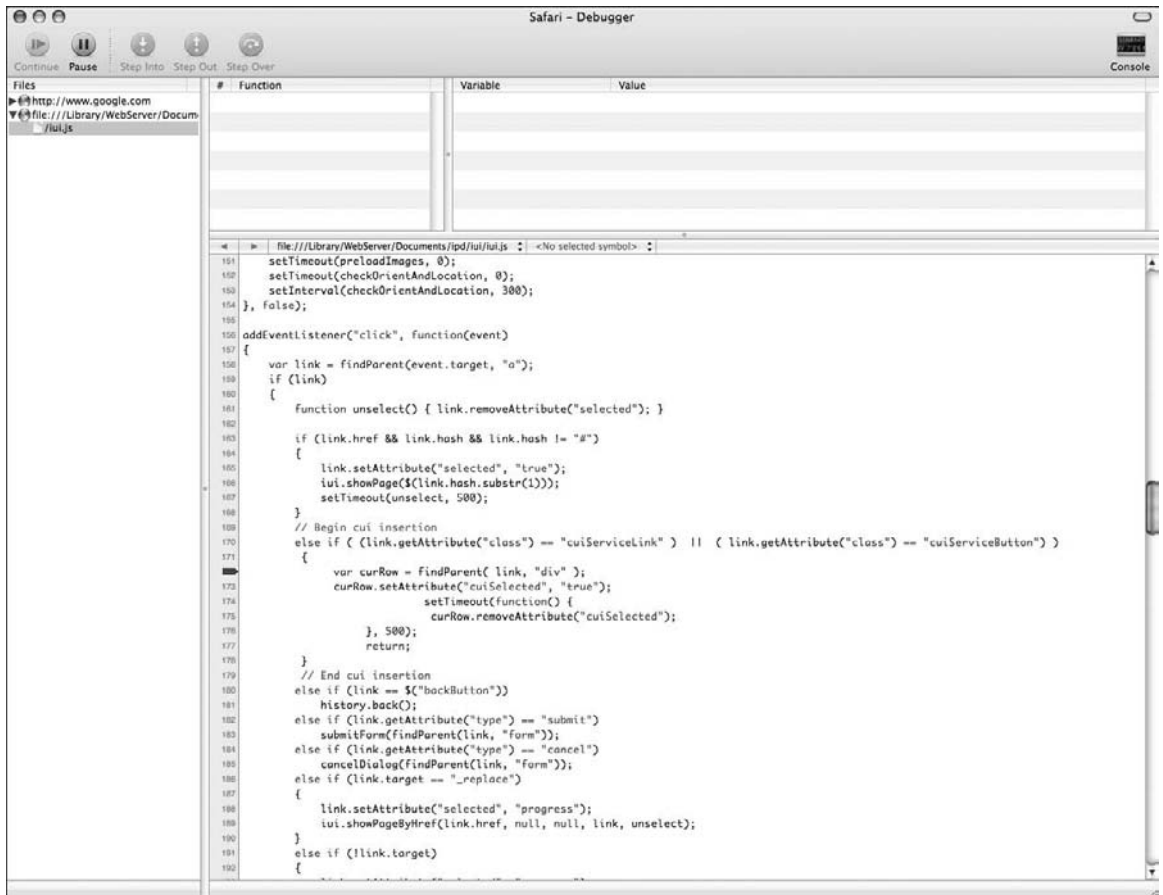 Safari – Debugger
Continue Pause Step Into Step Out Step Over Console
Files # Function Variable Value
http://www.google.com
file:///Library/WebServer/Docum
/iui.js
file:///Library/WebServer/Documents/ipd/iui/iui.js <No selected symbol>
151 setTimeout(preloadImages, 0);
152 setTimeout(checkOrientAndLocation, 0);
153 setInterval(checkOrientAndLocation, 300);
154 }, false);
155
156 addEventListener("click", function(event)
157 {
158 var link = findParent(event.target, "a");
159 if (link)
160 {
161 function unselect() { link.removeAttribute("selected"); }
162
163 if (link.href && link.hash && link.hash != "#")
164 {
165 link.setAttribute("selected", "true");
166 iui.showPage($(link.hash.substr(1)));
167 setTimeout(unselect, 500);
168 }
169 // Begin cui insertion
170 else if ( (link.getAttribute("class") == "cuiServiceLink" ) || ( link.getAttribute("class") == "cuiServiceButton") )
171 {
var curRow = findParent( link, "div" );
173 curRow.setAttribute("cuiSelected", "true");
174 setTimeout(function() {
175 curRow.removeAttribute("cuiSelected");
176 }, 500);
177 return;
178 }
179 // End cui insertion
180 else if (link == $("backButton"))
181 history.back();
182 else if (link.getAttribute("type") == "submit")
183 submitForm(findParent(link, "form"));
184 else if (link.getAttribute("type") == "cancel")
185 cancelDialog(findParent(link, "form"));
186 else if (link.target == "_replace")
187 {
188 link.setAttribute("selected", "progress");
189 iui.showPageByHref(link.href, null, null, link, unselect);
190 }
191 else if (!link.target)
192 {